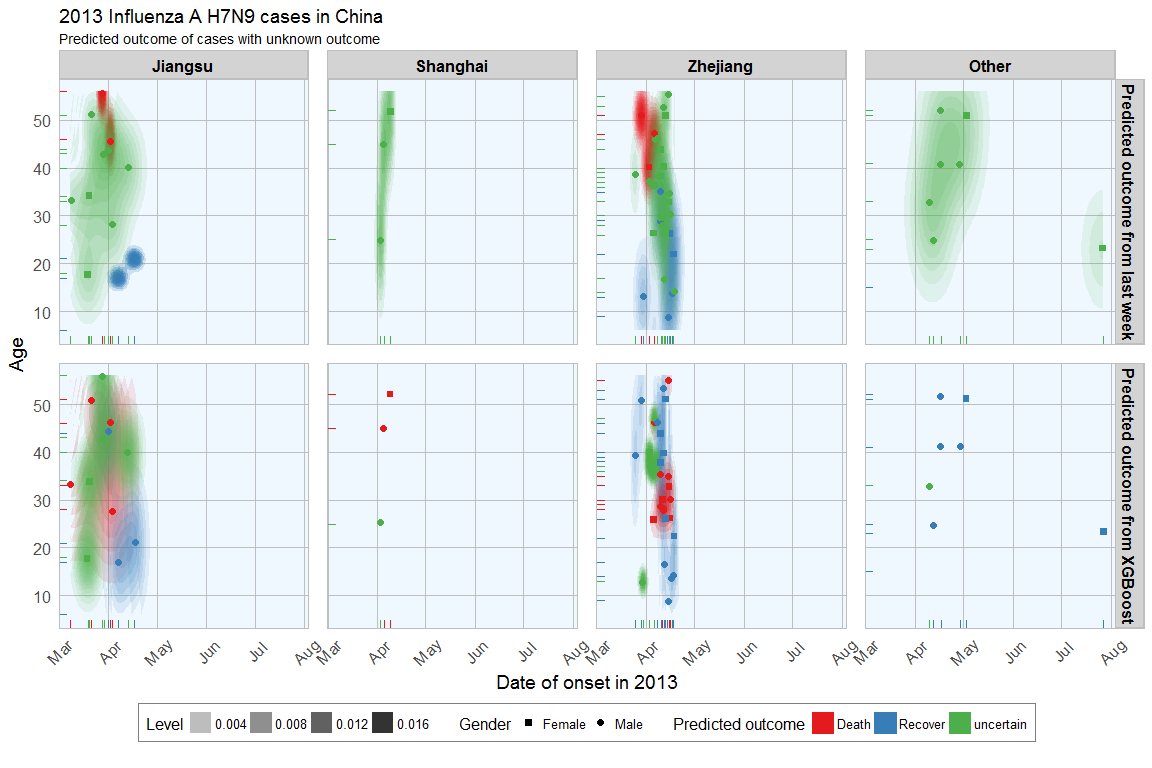 2013 Influenza A H7N9 cases in China
Predicted outcome of cases with unknown outcome
Jiangsu Shanghai Zhejiang Other
Predicted outcome from last week
50
40
30
20
10
Age
Predicted outcome from XGBoost
50
40
30
20
10
Mar Apr May Jun Jul Aug Mar Apr May Jun Jul Aug Mar Apr May Jun Jul Aug Mar Apr May Jun Jul Aug
Date of onset in 2013
Level 0.004 0.008 0.012 0.016 Gender Female Male Predicted outcome Death Recover uncertain